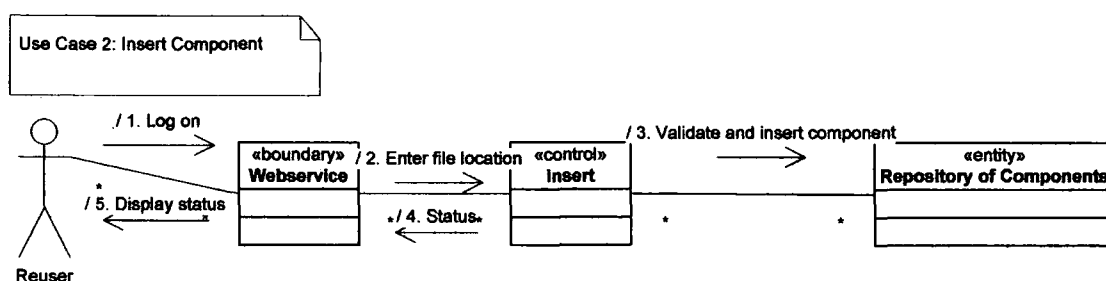 Use Case 2: Insert Component
/ 1. Log on
/ 3. Validate and insert component
«boundary»
Webservice
/ 2. Enter file location
«control»
Insert
«entity»
Repository of Components
*
/ 5. Display status
*
*
/ 4. Status
*
*
*
Reuser